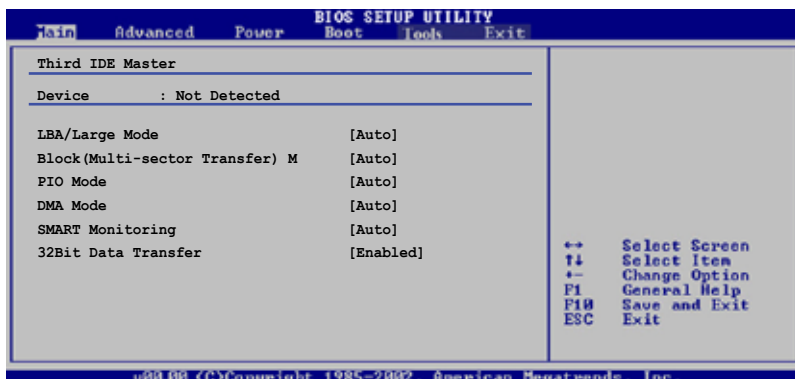 BIOS SETUP UTILITY
Main Advanced Power Boot Tools Exit
Third IDE Master
Device : Not Detected
LBA/Large Mode [Auto]
Block(Multi-sector Transfer) M [Auto]
PIO Mode [Auto]
DMA Mode [Auto]
SMART Monitoring [Auto]
32Bit Data Transfer [Enabled]
←→ Select Screen
↑↓ Select Item
+- Change Option
F1 General Help
F10 Save and Exit
ESC Exit
v00.00 (C)Copyright 1985-2002, American Megatrends, Inc.